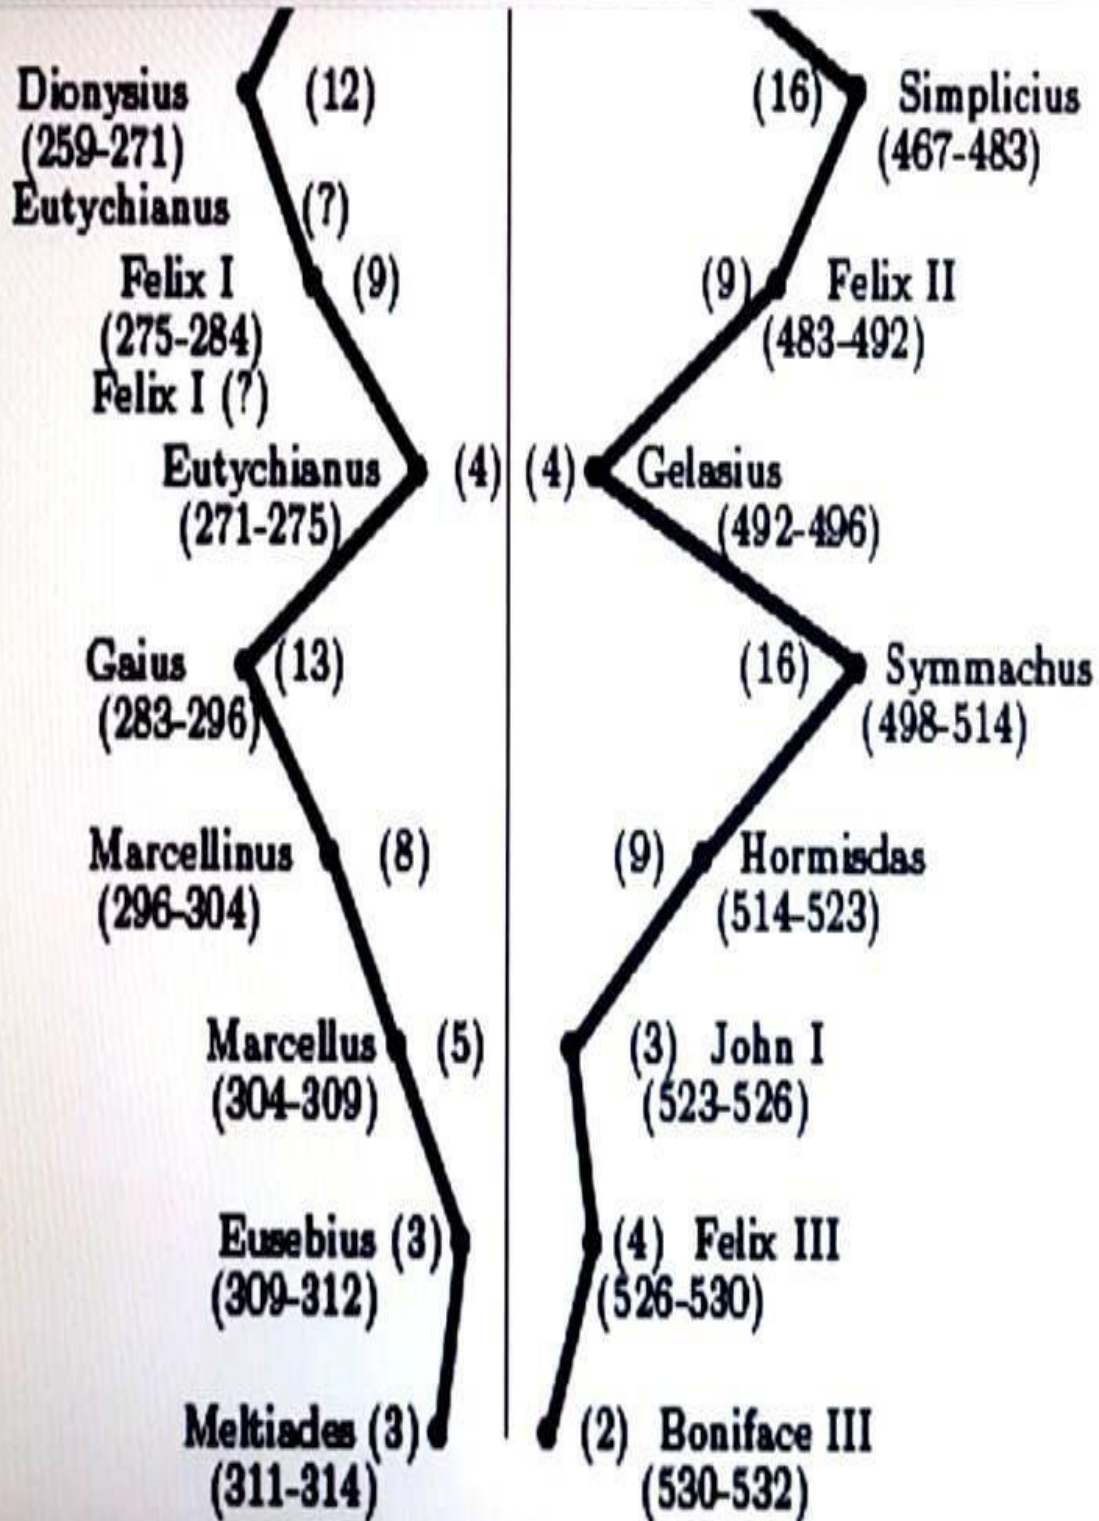 Dionysius (12)
(259-271)
Eutychianus (?)
Felix I (9)
(275-284)
Felix I (?)
Eutychianus (4)
(271-275)
Gaius (13)
(283-296)
Marcellinus (8)
(296-304)
Marcellus (5)
(304-309)
Eusebius (3)
(309-312)
Meltiades (3)
(311-314)
(16) Simplicius
(467-483)
(9) Felix II
(483-492)
(4) Gelasius
(492-496)
(16) Symmachus
(498-514)
(9) Hormisdas
(514-523)
(3) John I
(523-526)
(4) Felix III
(526-530)
(2) Boniface III
(530-532)